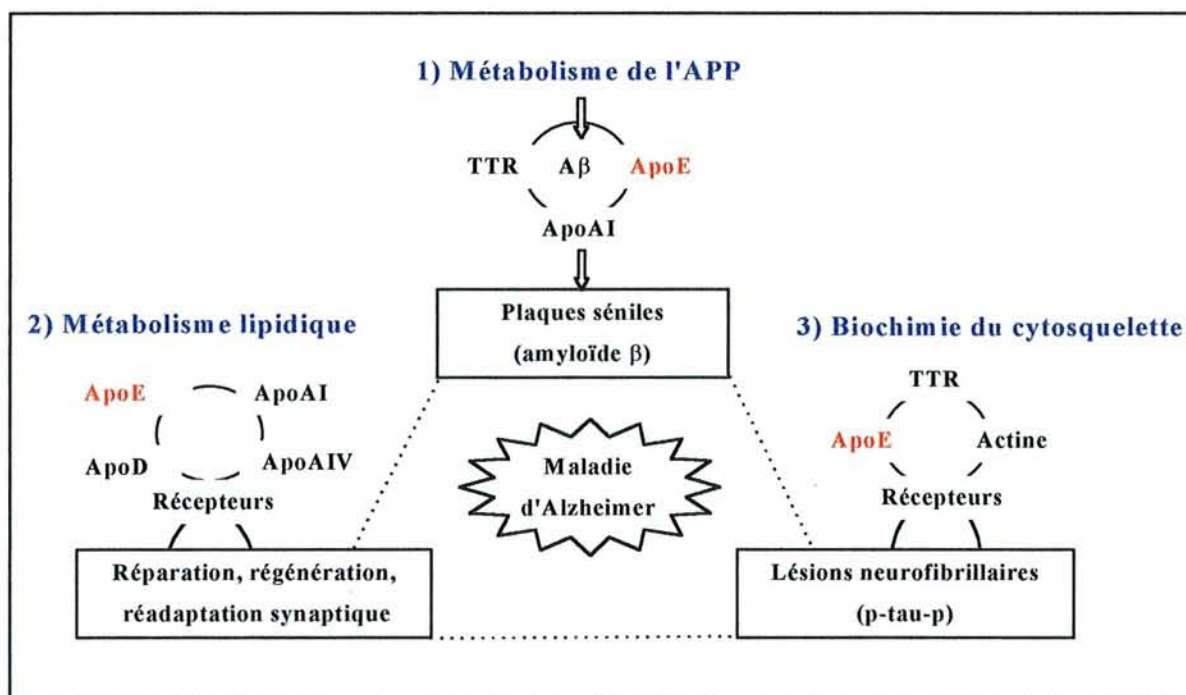 1) Métabolisme de l'APP
TTR Aβ ApoE
ApoAI
Plaques séniles
(amyloïde β)
2) Métabolisme lipidique
ApoE ApoAI
ApoD ApoAIV
Récepteurs
Réparation, régénération,
réadaptation synaptique
Maladie
d'Alzheimer
3) Biochimie du cytosquelette
TTR
ApoE Actine
Récepteurs
Lésions neurofibrillaires
(p-tau-p)